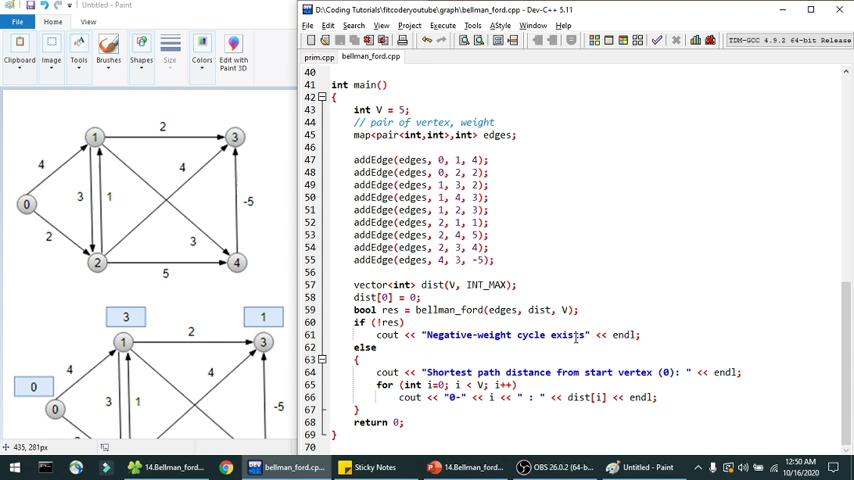 Untitled - Paint
File
Home
View
Clipboard
Image
Tools
Brushes
Shapes
Size
Colors
Edit with
Paint 3D
2
1
3
4
4
3
1
-5
0
2
3
2
4
5
3
1
2
1
3
0
4
3
1
-5
0
435, 281px
D:\Coding Tutorials\fitcoderyoutube\graph\bellman_ford.cpp - Dev-C++ 5.11
File Edit Search View Project Execute Tools AStyle Window Help
TDM-GCC 4.9.2 64-bit Release
prim.cpp bellman_ford.cpp
40
41 int main()
42 {
43 int V = 5;
44 // pair of vertex, weight
45 map<pair<int,int>,int> edges;
46
47 addEdge(edges, 0, 1, 4);
48 addEdge(edges, 0, 2, 2);
49 addEdge(edges, 1, 3, 2);
50 addEdge(edges, 1, 4, 3);
51 addEdge(edges, 1, 2, 3);
52 addEdge(edges, 2, 1, 1);
53 addEdge(edges, 2, 4, 5);
54 addEdge(edges, 2, 3, 4);
55 addEdge(edges, 4, 3, -5);
56
57 vector<int> dist(V, INT_MAX);
58 dist[0] = 0;
59 bool res = bellman_ford(edges, dist, V);
60 if (!res)
61 cout << "Negative-weight cycle exists" << endl;
62 else
63 {
64 cout << "Shortest path distance from start vertex (0): " << endl;
65 for (int i=0; i < V; i++)
66 cout << "0-" << i << " : " << dist[i] << endl;
67 }
68 return 0;
69 }
70
14.Bellman_ford...
bellman_ford.cp...
Sticky Notes
14.Bellman_ford...
OBS 26.0.2 (64-b...
Untitled - Paint
12:50 AM
10/16/2020